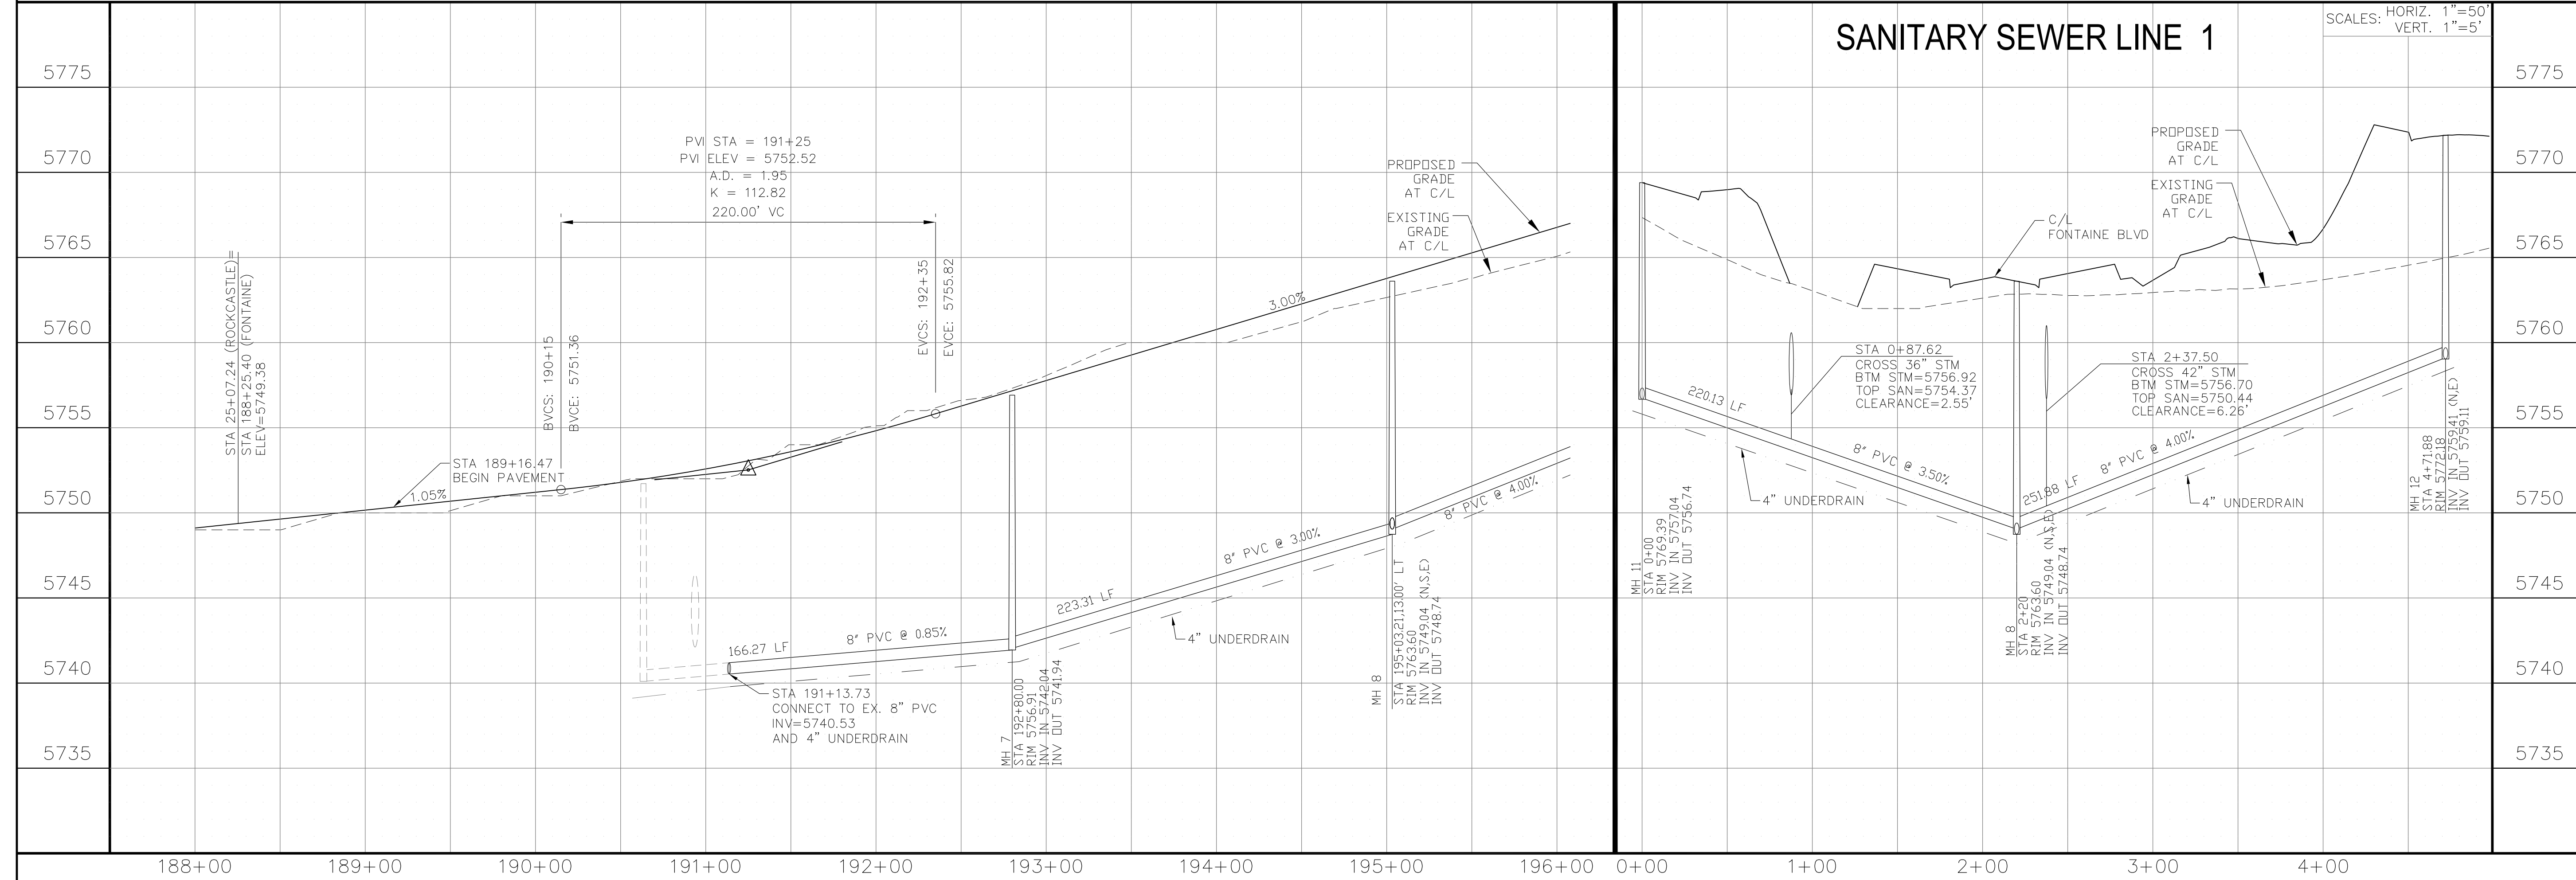 SANITARY SEWER LINE 1
SCALES: HORIZ. 1"=50'
VERT. 1"=5'
5775
5770
5765
5760
5755
5750
5745
5740
5735
STA 25+07.24 (ROCKCASTLE)=
STA 188+25.40 (FONTAINE)
ELEV=5749.38
STA 189+16.47
BEGIN PAVEMENT
1.05%
BVCS: 190+15
BVCE: 5751.36
PVI STA = 191+25
PVI ELEV = 5752.52
A.D. = 1.95
K = 112.82
220.00' VC
EVCS: 192+35
EVCE: 5755.82
3.00%
PROPOSED
GRADE
AT C/L
EXISTING
GRADE
AT C/L
166.27 LF
8" PVC @ 0.85%
STA 191+13.73
CONNECT TO EX. 8" PVC
INV=5740.53
AND 4" UNDERDRAIN
MH 7
STA 192+80.00
RIM 5756.91
INV IN 5742.04
INV OUT 5741.94
223.31 LF
8" PVC @ 3.00%
4" UNDERDRAIN
8" PVC @ 4.00%
MH 8
STA 195+03.21,13.00' LT
RIM 5763.60
INV IN 5749.04 (N,S,E)
INV OUT 5748.74
MH 11
STA 0+00
RIM 5769.39
INV IN 5757.04
INV OUT 5756.74
220.13 LF
8" PVC @ 3.50%
4" UNDERDRAIN
STA 0+87.62
CROSS 36" STM
BTM STM=5756.92
TOP SAN=5754.37
CLEARANCE=2.55'
C/L
FONTAINE BLVD
PROPOSED
GRADE
AT C/L
EXISTING
GRADE
AT C/L
STA 2+37.50
CROSS 42" STM
BTM STM=5756.70
TOP SAN=5750.44
CLEARANCE=6.26'
MH 8
STA 2+20
RIM 5763.60
INV IN 5749.04 (N,S,E)
INV OUT 5748.74
251.88 LF
8" PVC @ 4.00%
4" UNDERDRAIN
MH 12
STA 4+71.88
RIM 5772.18
INV IN 5759.41 (N,E)
INV OUT 5759.11
5775
5770
5765
5760
5755
5750
5745
5740
5735
188+00 189+00 190+00 191+00 192+00 193+00 194+00 195+00 196+00 0+00 1+00 2+00 3+00 4+00